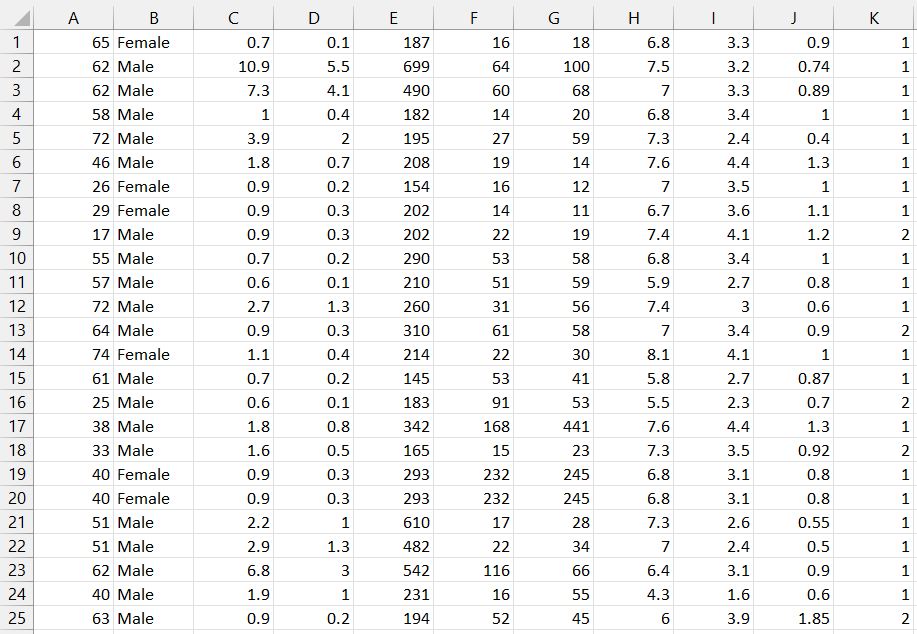 A B C D E F G H I J K
1 65 Female 0.7 0.1 187 16 18 6.8 3.3 0.9 1
2 62 Male 10.9 5.5 699 64 100 7.5 3.2 0.74 1
3 62 Male 7.3 4.1 490 60 68 7 3.3 0.89 1
4 58 Male 1 0.4 182 14 20 6.8 3.4 1 1
5 72 Male 3.9 2 195 27 59 7.3 2.4 0.4 1
6 46 Male 1.8 0.7 208 19 14 7.6 4.4 1.3 1
7 26 Female 0.9 0.2 154 16 12 7 3.5 1 1
8 29 Female 0.9 0.3 202 14 11 6.7 3.6 1.1 1
9 17 Male 0.9 0.3 202 22 19 7.4 4.1 1.2 2
10 55 Male 0.7 0.2 290 53 58 6.8 3.4 1 1
11 57 Male 0.6 0.1 210 51 59 5.9 2.7 0.8 1
12 72 Male 2.7 1.3 260 31 56 7.4 3 0.6 1
13 64 Male 0.9 0.3 310 61 58 7 3.4 0.9 2
14 74 Female 1.1 0.4 214 22 30 8.1 4.1 1 1
15 61 Male 0.7 0.2 145 53 41 5.8 2.7 0.87 1
16 25 Male 0.6 0.1 183 91 53 5.5 2.3 0.7 2
17 38 Male 1.8 0.8 342 168 441 7.6 4.4 1.3 1
18 33 Male 1.6 0.5 165 15 23 7.3 3.5 0.92 2
19 40 Female 0.9 0.3 293 232 245 6.8 3.1 0.8 1
20 40 Female 0.9 0.3 293 232 245 6.8 3.1 0.8 1
21 51 Male 2.2 1 610 17 28 7.3 2.6 0.55 1
22 51 Male 2.9 1.3 482 22 34 7 2.4 0.5 1
23 62 Male 6.8 3 542 116 66 6.4 3.1 0.9 1
24 40 Male 1.9 1 231 16 55 4.3 1.6 0.6 1
25 63 Male 0.9 0.2 194 52 45 6 3.9 1.85 2